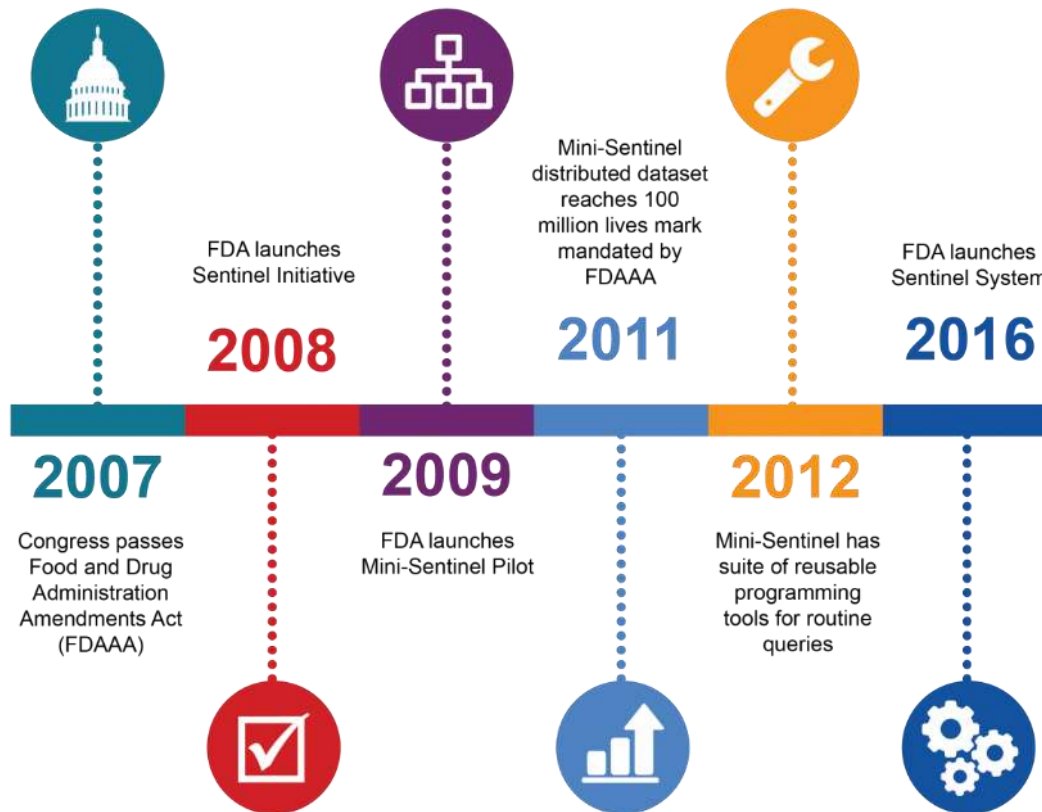 2007
Congress passes
Food and Drug
Administration
Amendments Act
(FDAAA)
FDA launches
Sentinel Initiative
2008
2009
FDA launches
Mini-Sentinel Pilot
Mini-Sentinel
distributed dataset
reaches 100
million lives mark
mandated by
FDAAA
2011
2012
Mini-Sentinel has
suite of reusable
programming
tools for routine
queries
FDA launches
Sentinel System
2016